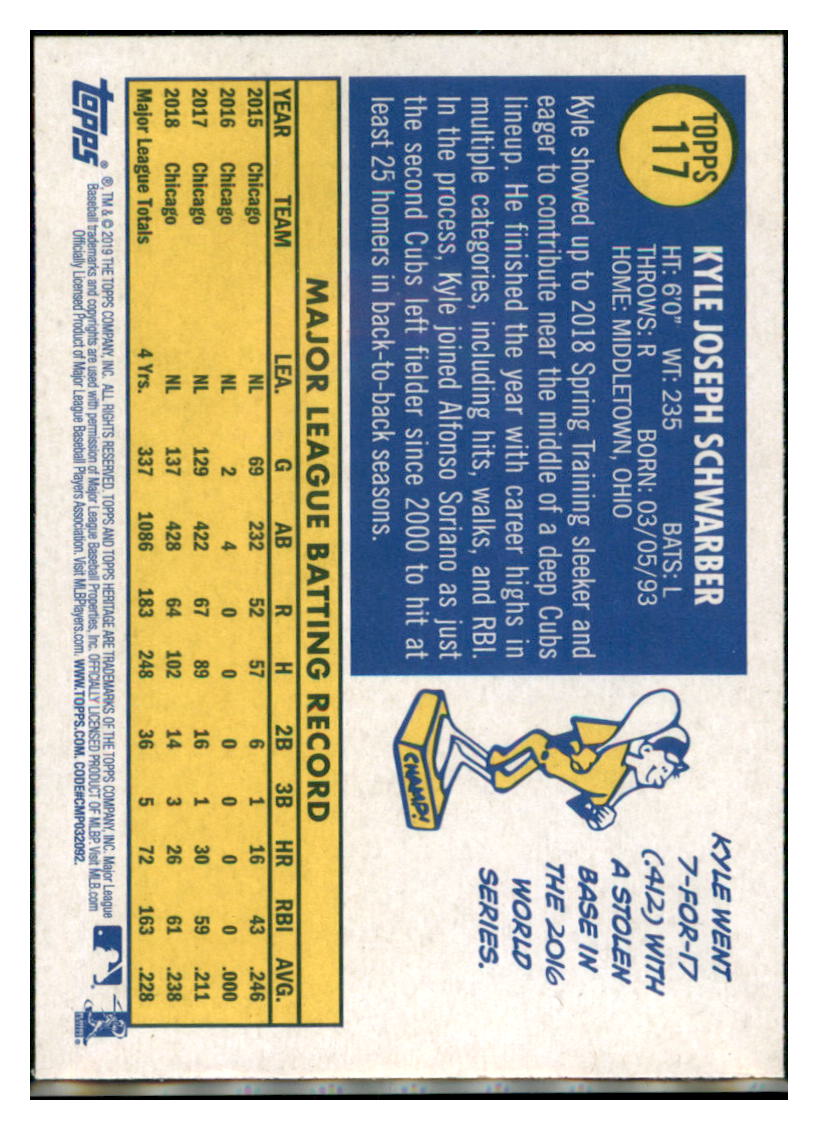 TOPPS
117
KYLE JOSEPH SCHWARBER
HT: 6'0" WT: 235 BATS: L
THROWS: R BORN: 03/05/93
HOME: MIDDLETOWN, OHIO
Kyle showed up to 2018 Spring Training sleeker and
eager to contribute near the middle of a deep Cubs
lineup. He finished the year with career highs in
multiple categories, including hits, walks, and RBI.
In the process, Kyle joined Alfonso Soriano as just
the second Cubs left fielder since 2000 to hit at
least 25 homers in back-to-back seasons.
KYLE WENT
7-FOR-17
(.412) WITH
A STOLEN
BASE IN
THE 2016
WORLD
SERIES.
CHAMP!
MAJOR LEAGUE BATTING RECORD
YEAR TEAM LEA. G AB R H 2B 3B HR RBI AVG.
2015 Chicago NL 69 232 52 57 6 1 16 43 .246
2016 Chicago NL 2 4 0 0 0 0 0 0 .000
2017 Chicago NL 129 422 67 89 16 1 30 59 .211
2018 Chicago NL 137 428 64 102 14 3 26 61 .238
Major League Totals 4 Yrs. 337 1086 183 248 36 5 72 163 .228
topps®
®, TM & © 2019 THE TOPPS COMPANY, INC. ALL RIGHTS RESERVED. TOPPS AND TOPPS HERITAGE ARE TRADEMARKS OF THE TOPPS COMPANY, INC. Major League
Baseball trademarks and copyrights are used with permission of Major League Baseball Properties, Inc. OFFICIALLY LICENSED PRODUCT OF MLBP. Visit MLB.com
Officially Licensed Product of Major League Baseball Players Association. Visit MLBPlayers.com. WWW.TOPPS.COM. CODE#CMP032092.